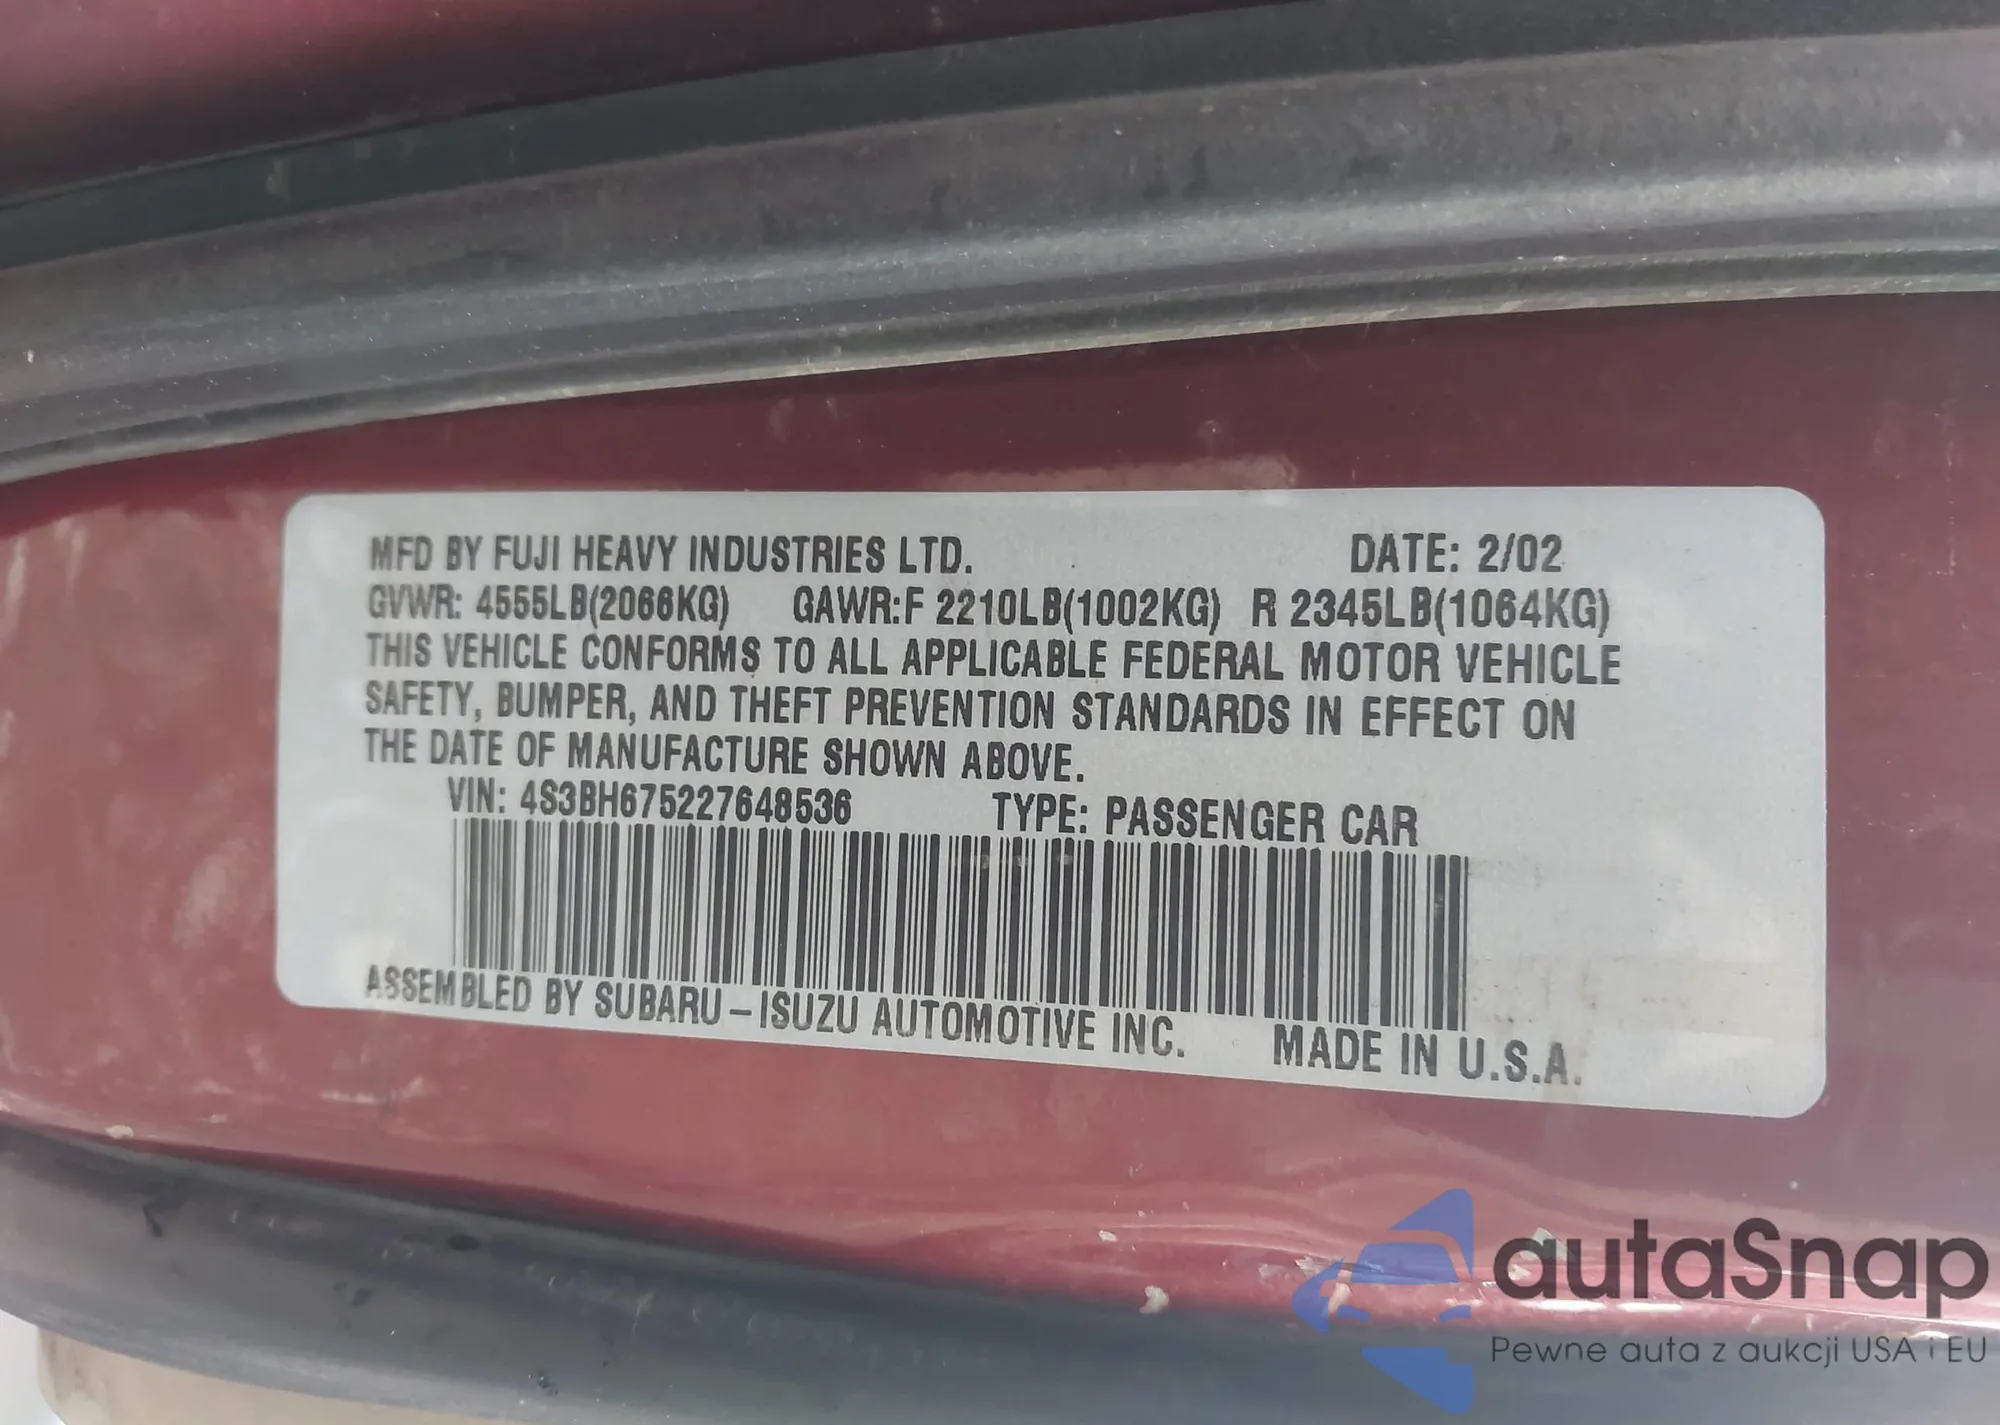 MFD BY FUJI HEAVY INDUSTRIES LTD. DATE: 2/02
GVWR: 4555LB(2066KG) GAWR:F 2210LB(1002KG) R 2345LB(1064KG)
THIS VEHICLE CONFORMS TO ALL APPLICABLE FEDERAL MOTOR VEHICLE
SAFETY, BUMPER, AND THEFT PREVENTION STANDARDS IN EFFECT ON
THE DATE OF MANUFACTURE SHOWN ABOVE.
VIN: 4S3BH675227648536 TYPE: PASSENGER CAR
ASSEMBLED BY SUBARU-ISUZU AUTOMOTIVE INC. MADE IN U.S.A.
autaSnap
Pewne auta z aukcji USA i EU